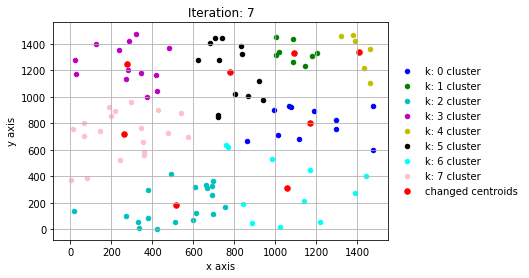 Iteration: 7
y axis
1400
1200
1000
800
600
400
200
0
0 200 400 600 800 1000 1200 1400
x axis
k: 0 cluster
k: 1 cluster
k: 2 cluster
k: 3 cluster
k: 4 cluster
k: 5 cluster
k: 6 cluster
k: 7 cluster
changed centroids